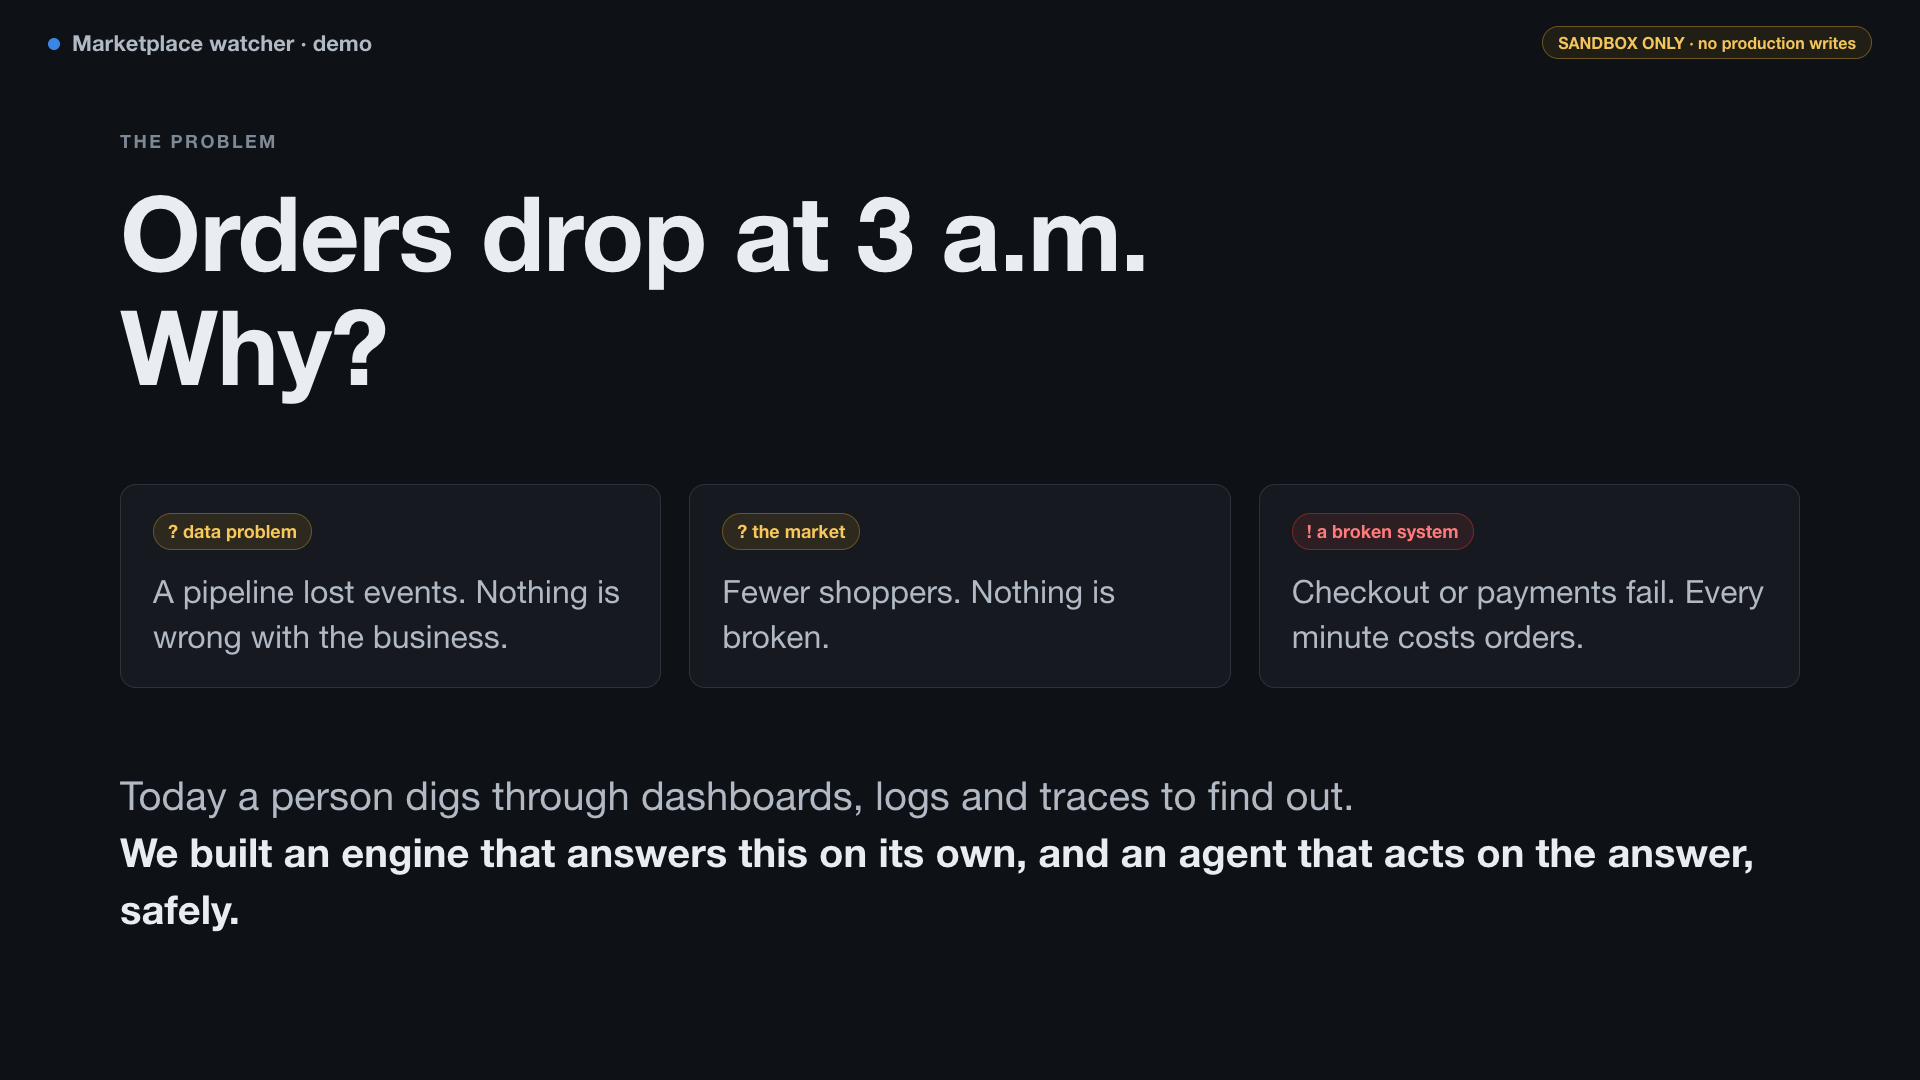 Marketplace watcher · demo
SANDBOX ONLY · no production writes
THE PROBLEM
Orders drop at 3 a.m.
Why?
? data problem
A pipeline lost events. Nothing is
wrong with the business.
? the market
Fewer shoppers. Nothing is
broken.
! a broken system
Checkout or payments fail. Every
minute costs orders.
Today a person digs through dashboards, logs and traces to find out.
We built an engine that answers this on its own, and an agent that acts on the answer,
safely.